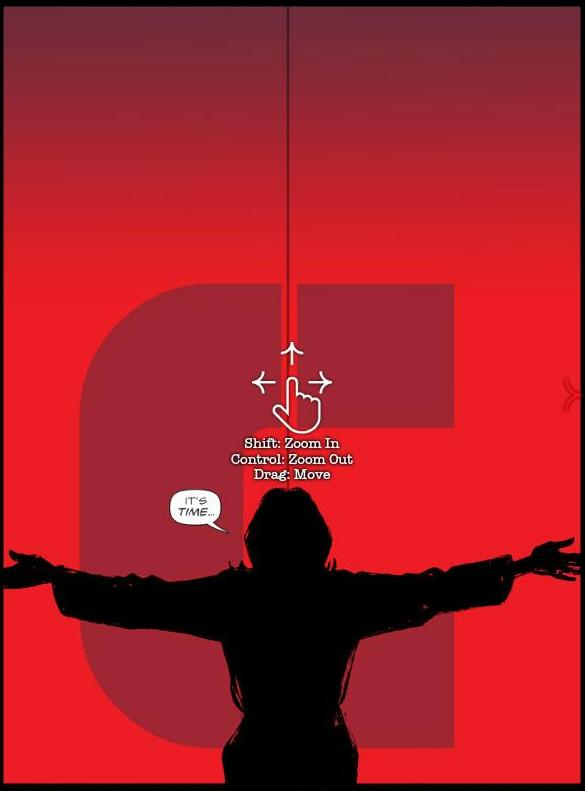 Shift: Zoom In
Control: Zoom Out
Drag: Move
IT'S
TIME...